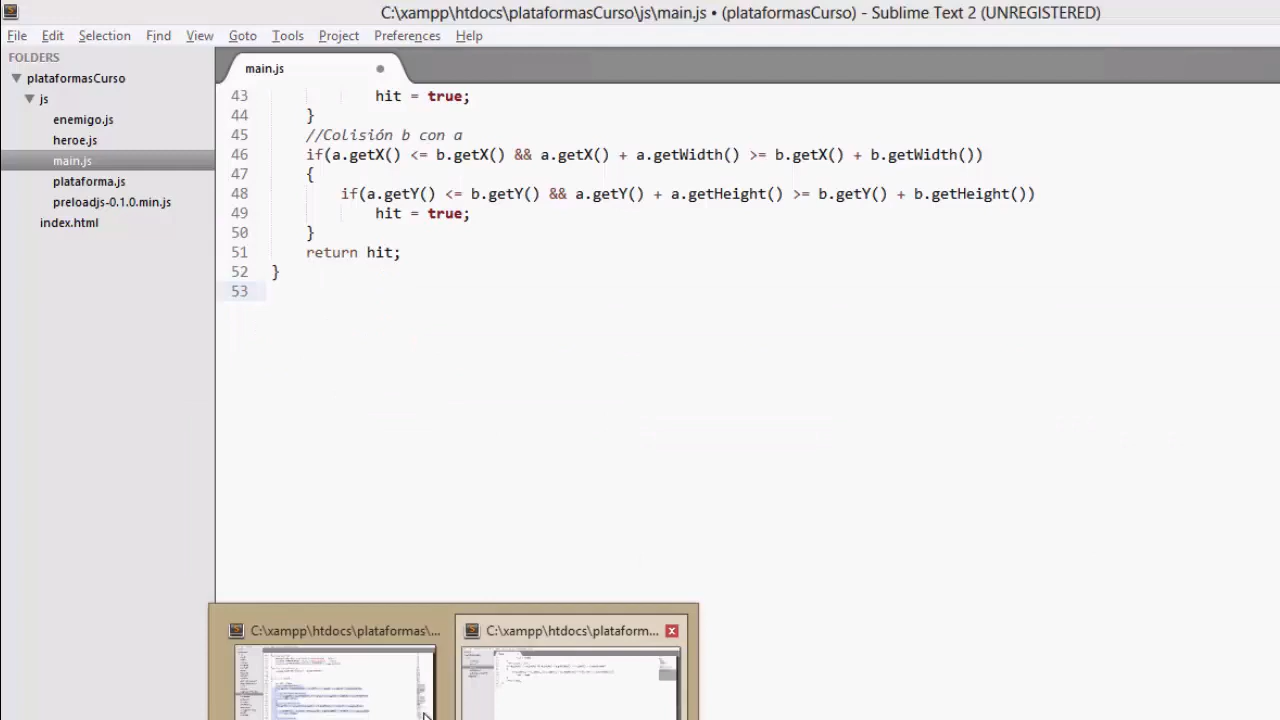 C:\xampp\htdocs\plataformasCurso\js\main.js • (plataformasCurso) - Sublime Text 2 (UNREGISTERED)
File Edit Selection Find View Goto Tools Project Preferences Help
FOLDERS
plataformasCurso
js
enemigo.js
heroe.js
main.js
plataforma.js
preloadjs-0.1.0.min.js
index.html
main.js
43 hit = true;
44 }
45 //Colisión b con a
46 if(a.getX() <= b.getX() && a.getX() + a.getWidth() >= b.getX() + b.getWidth())
47 {
48 if(a.getY() <= b.getY() && a.getY() + a.getHeight() >= b.getY() + b.getHeight())
49 hit = true;
50 }
51 return hit;
52 }
53
C:\xampp\htdocs\plataformas\... C:\xampp\htdocs\plataform...